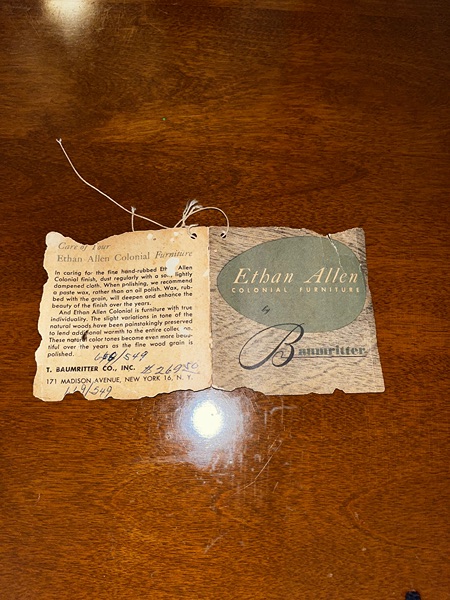 Care of Your
Ethan Allen Colonial Furniture
In caring for the fine hand-rubbed Ethan Allen
Colonial finish, dust regularly with a soft, lightly
dampened cloth. When polishing, we recommend
a paste wax, rather than an oil polish. Wax, rub-
bed with the grain, will deepen and enhance the
beauty of the finish over the years.
And Ethan Allen Colonial is furniture with true
individuality. The slight variations in tone of the
natural woods have been painstakingly preserved
to lend additional warmth to the entire collection.
These natural color tones become even more beau-
tiful over the years as the fine wood grain is
polished.
/549
T. BAUMRITTER CO., INC. $269.50
171 MADISON AVENUE, NEW YORK 16, N. Y.
119/549
Ethan Allen
COLONIAL FURNITURE
by
Baumritter